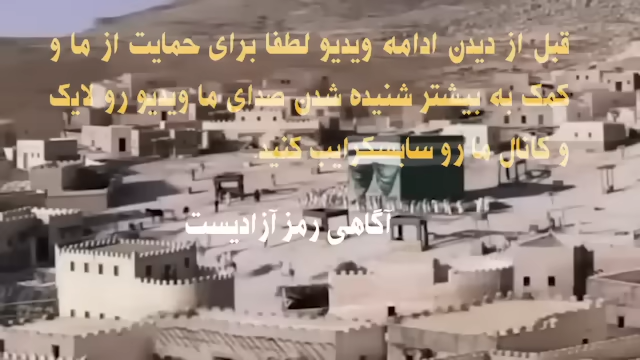 قبل از دیدن ادامه ویدیو لطفا برای حمایت از ما و
کمک به بیشتر شنیده شدن صدای ما ویدیو رو لایک
و کانال ما رو سابسکرایب کنید.
آگاهی رمز آزادیست